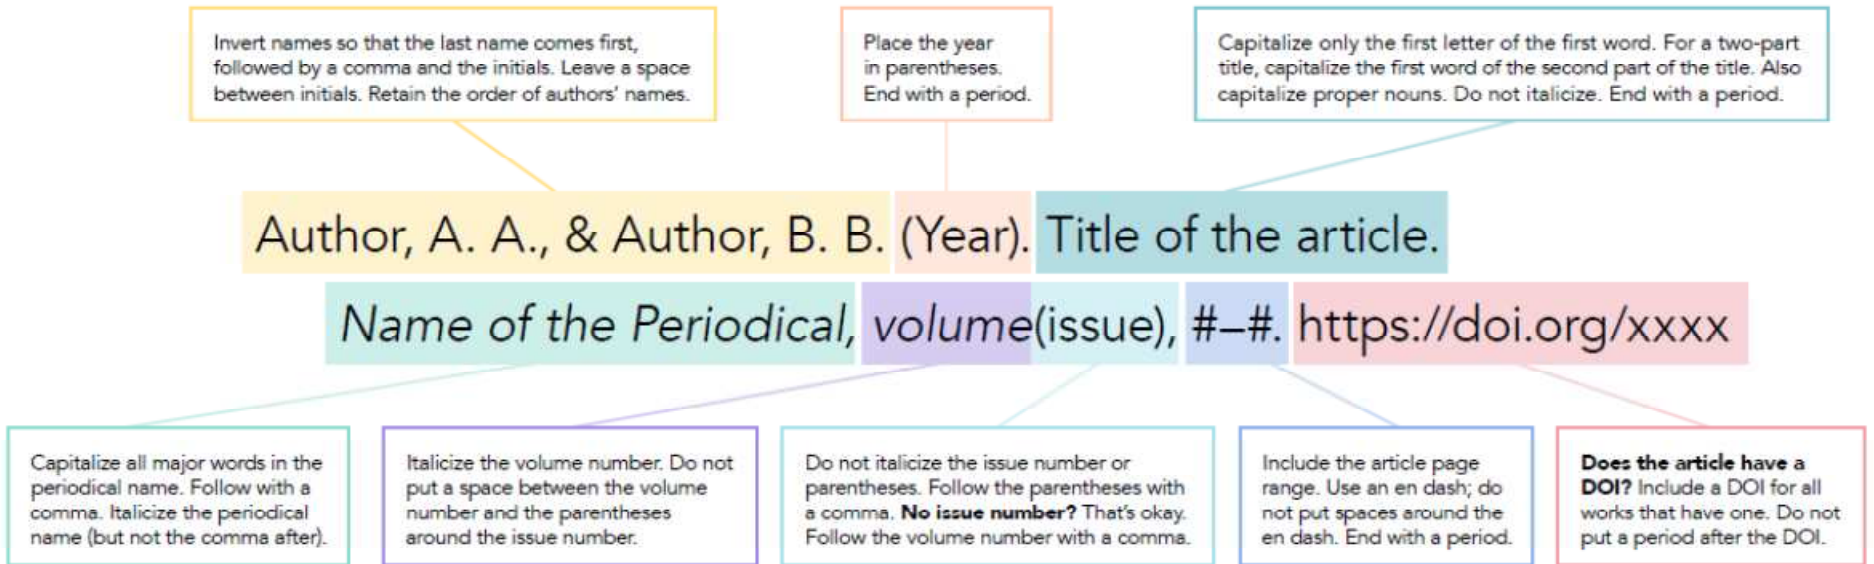 Invert names so that the last name comes first,
followed by a comma and the initials. Leave a space
between initials. Retain the order of authors' names.
Place the year
in parentheses.
End with a period.
Capitalize only the first letter of the first word. For a two-part
title, capitalize the first word of the second part of the title. Also
capitalize proper nouns. Do not italicize. End with a period.
Author, A. A., & Author, B. B. (Year). Title of the article.
Name of the Periodical, volume(issue), #–#. https://doi.org/xxxx
Capitalize all major words in the
periodical name. Follow with a
comma. Italicize the periodical
name (but not the comma after).
Italicize the volume number. Do not
put a space between the volume
number and the parentheses
around the issue number.
Do not italicize the issue number or
parentheses. Follow the parentheses with
a comma. No issue number? That's okay.
Follow the volume number with a comma.
Include the article page
range. Use an en dash; do
not put spaces around the
en dash. End with a period.
Does the article have a
DOI? Include a DOI for all
works that have one. Do not
put a period after the DOI.